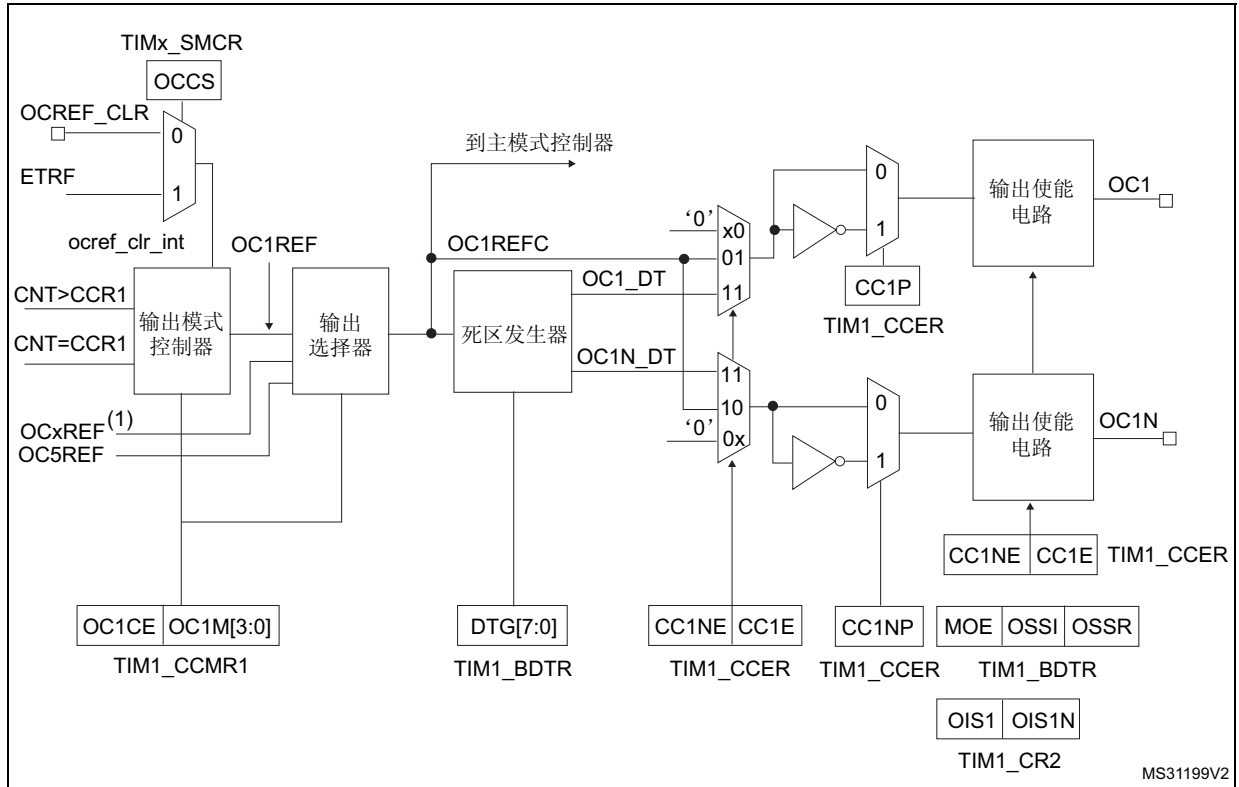 TIMx_SMCR
OCCS
OCREF_CLR
0
ETRF
1
ocref_clr_int
到主模式控制器
OC1REF
CNT>CCR1
CNT=CCR1
输出模式
控制器
输出
选择器
OCxREF(1)
OC5REF
OC1REFC
死区发生器
OC1_DT
OC1N_DT
‘0’
x0
01
11
11
10
‘0’
0x
0
1
CC1P
TIM1_CCER
输出使能
电路
OC1
0
1
输出使能
电路
OC1N
CC1NE CC1E TIM1_CCER
OC1CE OC1M[3:0]
TIM1_CCMR1
DTG[7:0]
TIM1_BDTR
CC1NE CC1E
TIM1_CCER
CC1NP
TIM1_CCER
MOE OSSI OSSR
TIM1_BDTR
OIS1 OIS1N
TIM1_CR2
MS31199V2